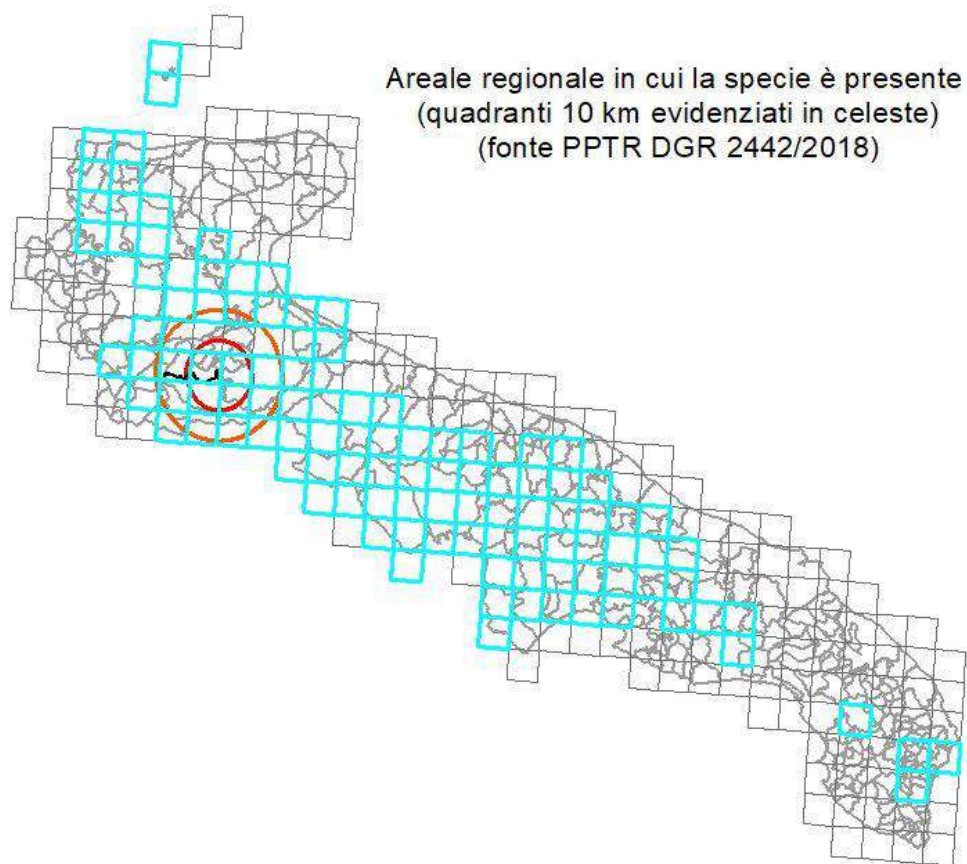 Areale regionale in cui la specie è presente
(quadranti 10 km evidenziati in celeste)
(fonte PPTR DGR 2442/2018)